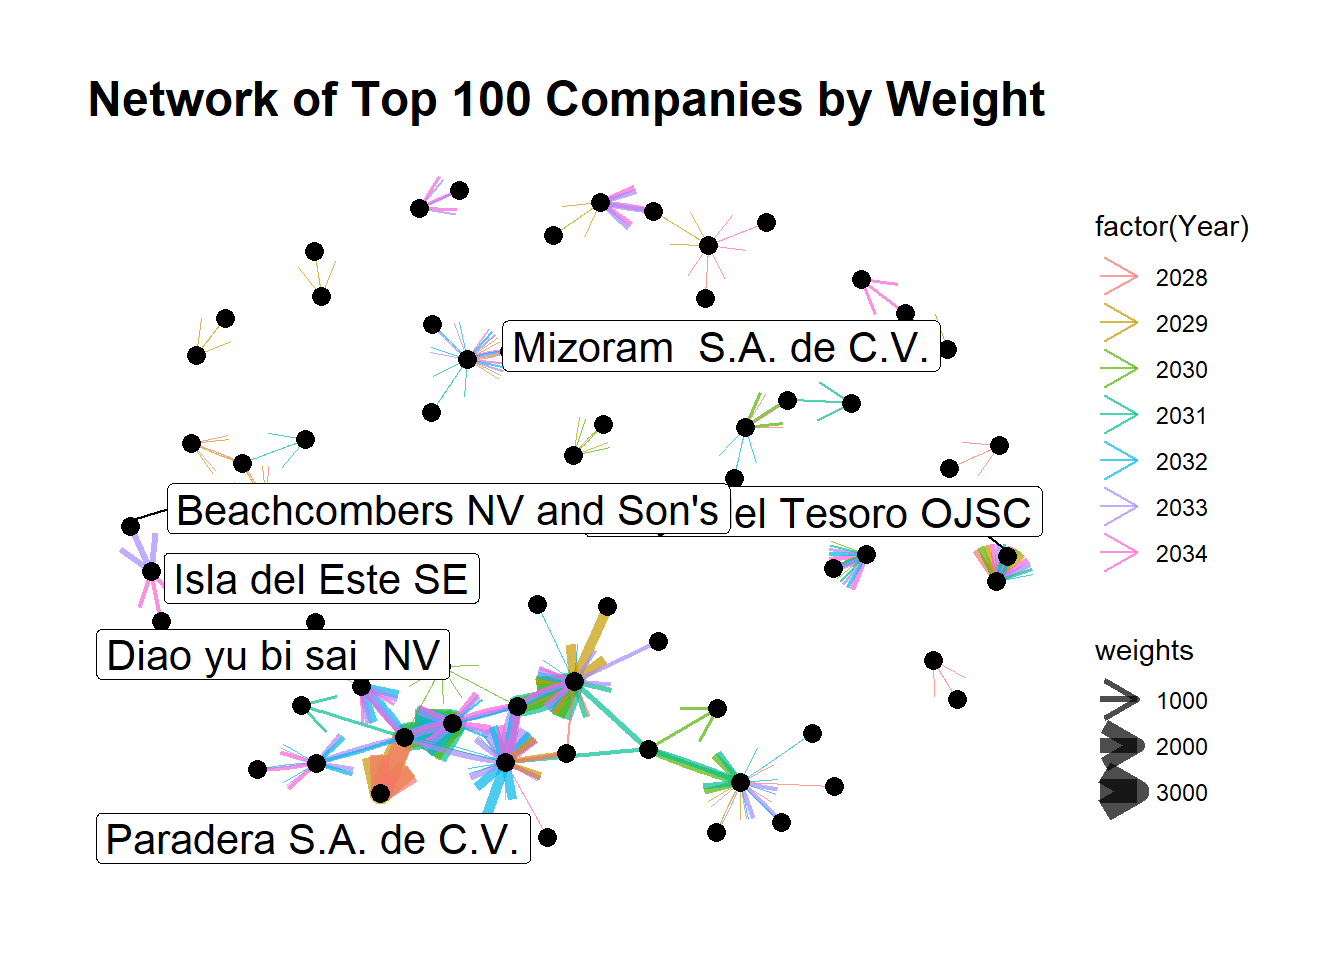 Network of Top 100 Companies by Weight
factor(Year)
2028
2029
2030
2031
2032
2033
2034
weights
1000
2000
3000
Mizoram  S.A. de C.V.
Beachcombers NV and Son's
el Tesoro OJSC
Isla del Este SE
Diao yu bi sai  NV
Paradera S.A. de C.V.